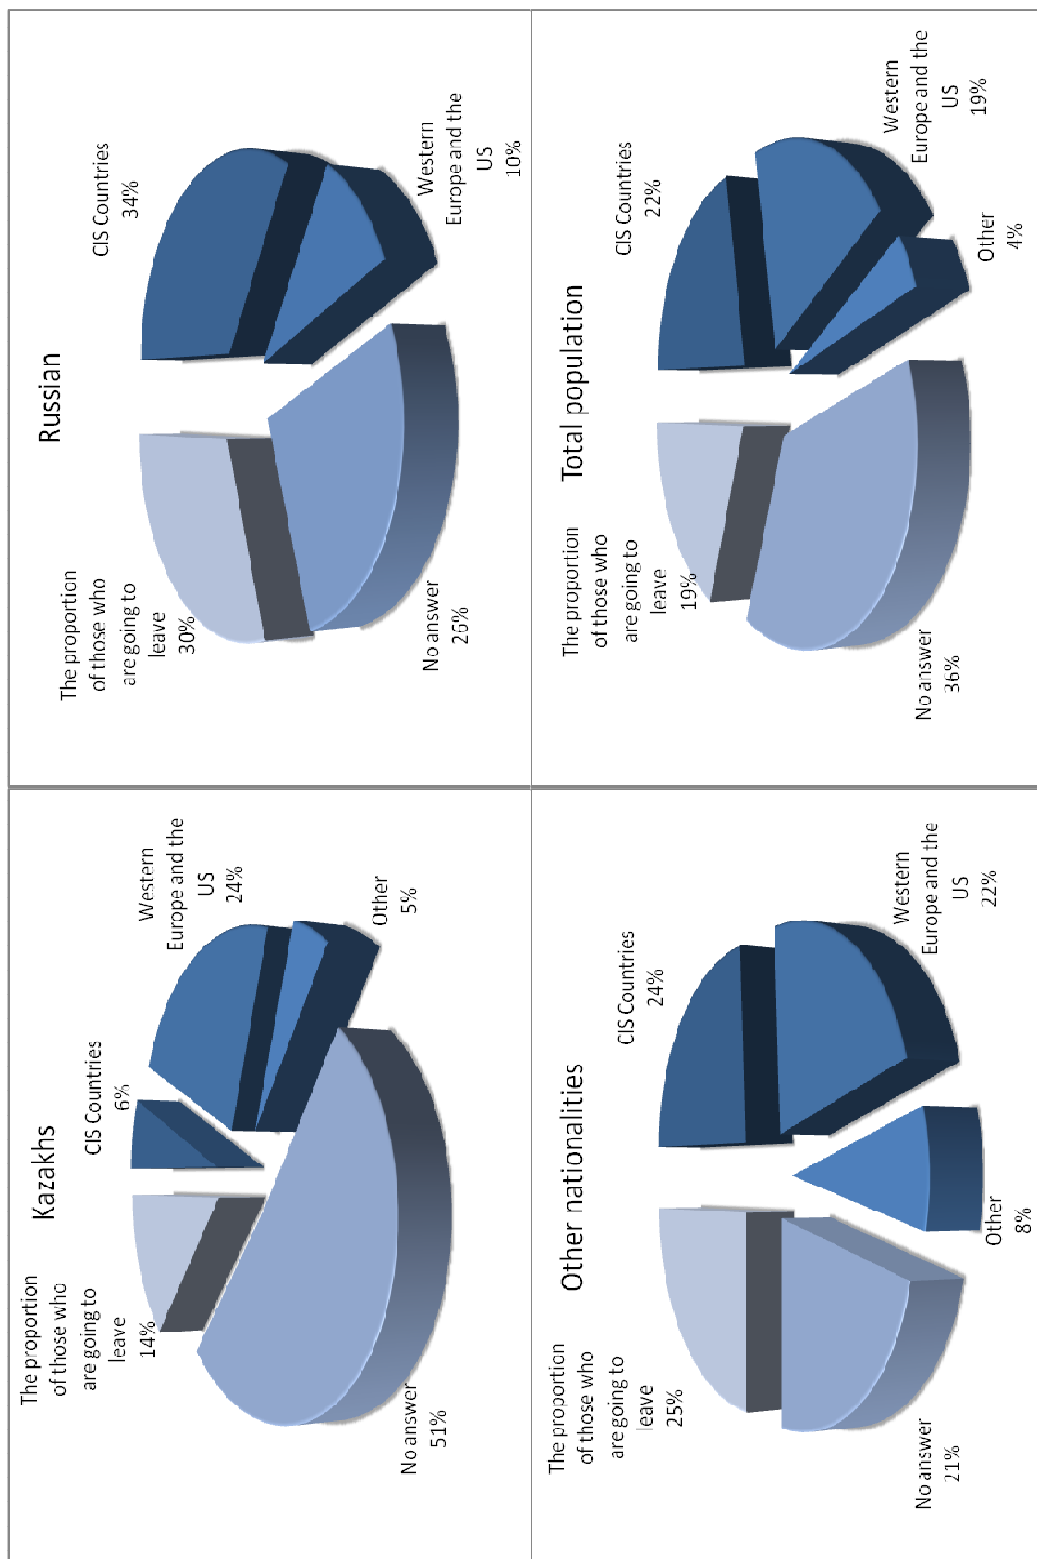 Kazakhs
The proportion
of those who
are going to
leave
14%
CIS Countries
6%
Western
Europe and the
US
24%
Other
5%
No answer
51%
Russian
The proportion
of those who
are going to
leave
30%
CIS Countries
34%
Western
Europe and the
US
10%
No answer
26%
Other nationalities
The proportion
of those who
are going to
leave
25%
CIS Countries
24%
Western
Europe and the
US
22%
Other
8%
No answer
21%
Total population
The proportion
of those who
are going to
leave
19%
CIS Countries
22%
Western
Europe and the
US
19%
Other
4%
No answer
36%